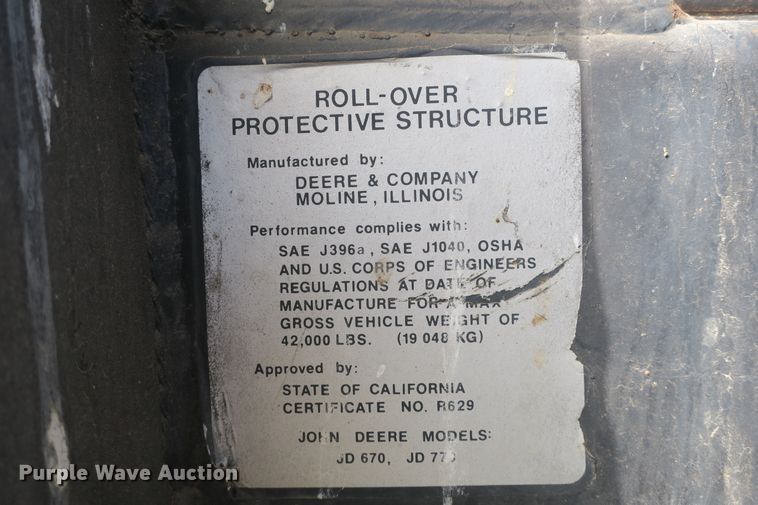 ROLL-OVER
PROTECTIVE STRUCTURE
Manufactured by:
DEERE & COMPANY
MOLINE, ILLINOIS
Performance complies with:
SAE J396a, SAE J1040, OSHA
AND U.S. CORPS OF ENGINEERS
REGULATIONS AT DATE OF
MANUFACTURE FOR A MAX
GROSS VEHICLE WEIGHT OF
42,000 LBS. (19 048 KG)
Approved by:
STATE OF CALIFORNIA
CERTIFICATE NO. R629
JOHN DEERE MODELS:
JD 670, JD
Purple Wave Auction